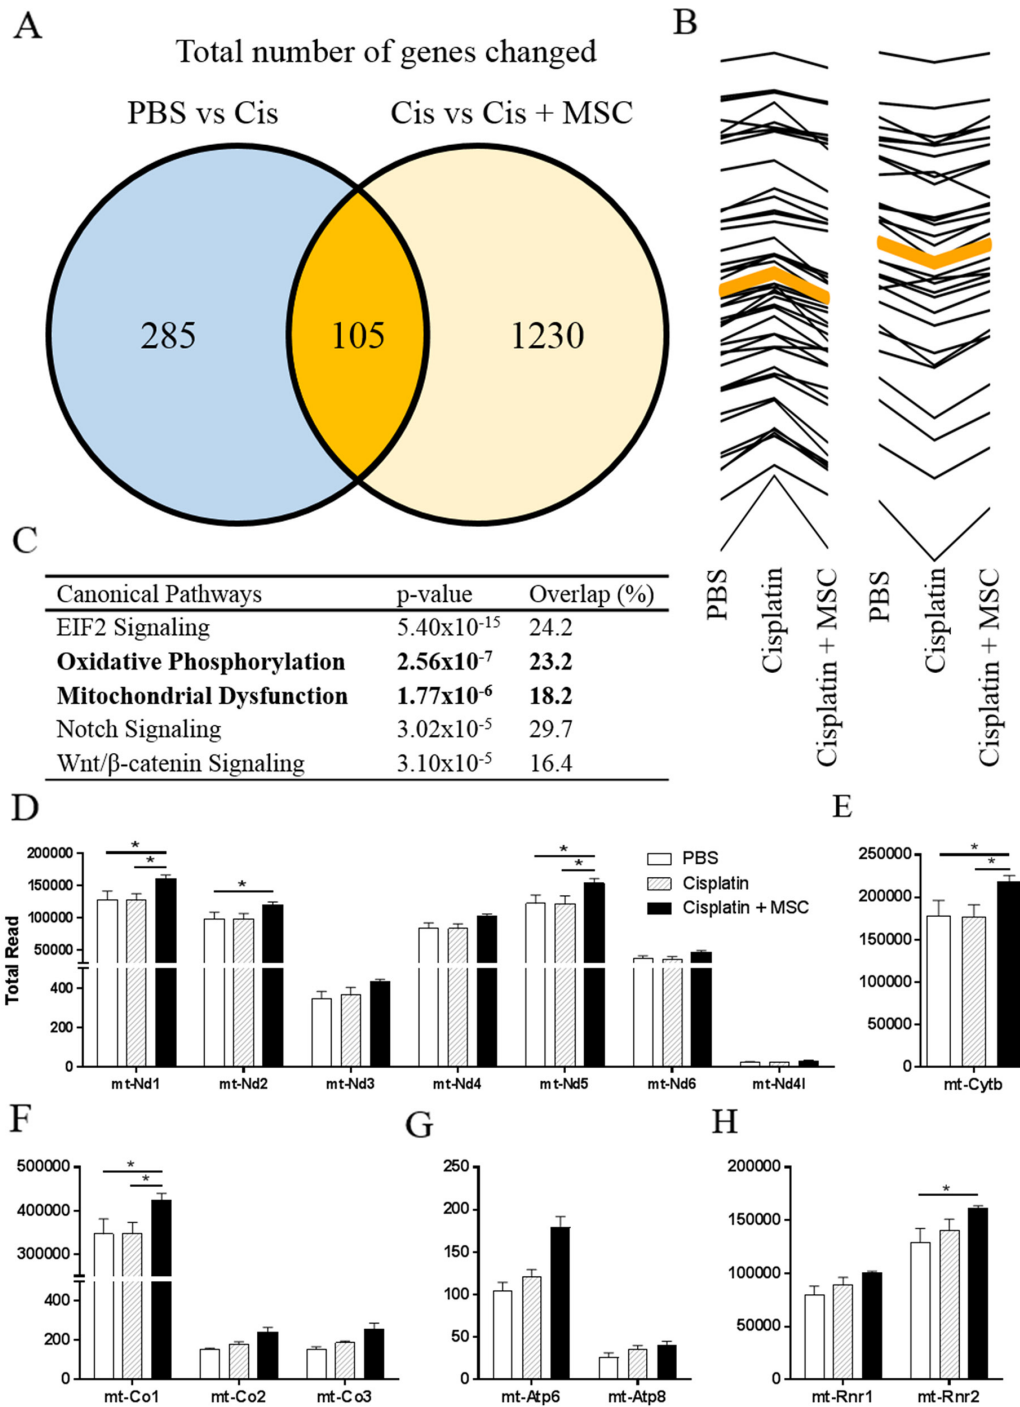 A
Total number of genes changed
PBS vs Cis
Cis vs Cis + MSC
285
105
1230
B
PBS
Cisplatin
Cisplatin + MSC
PBS
Cisplatin
Cisplatin + MSC
C
Canonical Pathways p-value Overlap (%)
EIF2 Signaling 5.40x10-15 24.2
Oxidative Phosphorylation 2.56x10-7 23.2
Mitochondrial Dysfunction 1.77x10-6 18.2
Notch Signaling 3.02x10-5 29.7
Wnt/β-catenin Signaling 3.10x10-5 16.4
D
Total Read
200000
150000
100000
50000
400
200
0
* * * * *
PBS
Cisplatin
Cisplatin + MSC
mt-Nd1 mt-Nd2 mt-Nd3 mt-Nd4 mt-Nd5 mt-Nd6 mt-Nd4l
E
250000
200000
150000
100000
50000
0
* *
mt-Cytb
F
500000
400000
300000
400
200
0
* *
mt-Co1 mt-Co2 mt-Co3
G
250
200
150
100
50
0
mt-Atp6 mt-Atp8
H
200000
150000
100000
50000
0
*
mt-Rnr1 mt-Rnr2